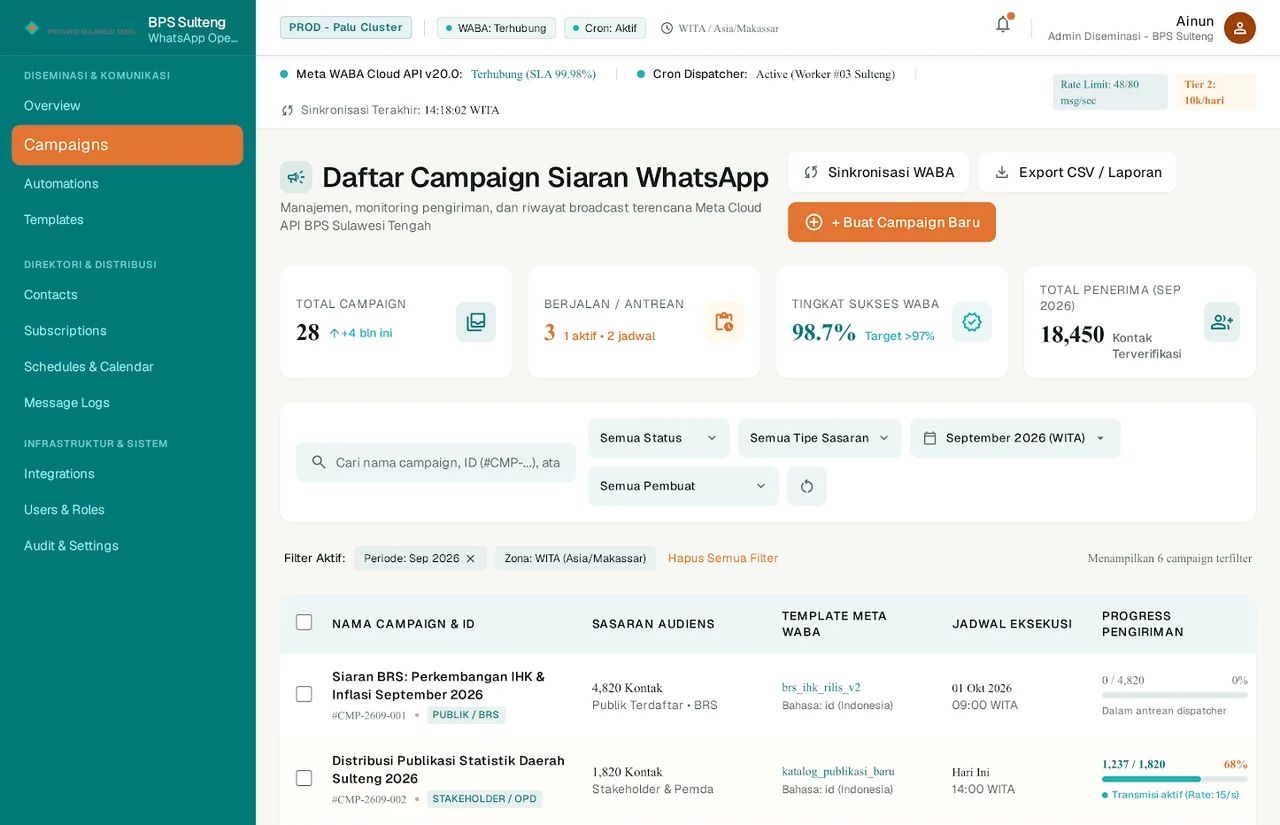 PROVINSI SULAWESI TENG
BPS Sulteng
WhatsApp Ope...
DISEMINASI & KOMUNIKASI
Overview
Campaigns
Automations
Templates
DIREKTORI & DISTRIBUSI
Contacts
Subscriptions
Schedules & Calendar
Message Logs
INFRASTRUKTUR & SISTEM
Integrations
Users & Roles
Audit & Settings
PROD - Palu Cluster
WABA: Terhubung
Cron: Aktif
WITA / Asia/Makassar
Ainun
Admin Diseminasi - BPS Sulteng
Meta WABA Cloud API v20.0: Terhubung (SLA 99.98%)
Cron Dispatcher: Active (Worker #03 Sulteng)
Sinkronisasi Terakhir: 14:18:02 WITA
Rate Limit: 48/80
msg/sec
Tier 2:
10k/hari
Daftar Campaign Siaran WhatsApp
Manajemen, monitoring pengiriman, dan riwayat broadcast terencana Meta Cloud
API BPS Sulawesi Tengah
Sinkronisasi WABA
Export CSV / Laporan
+ Buat Campaign Baru
TOTAL CAMPAIGN
28 ↑+4 bln ini
BERJALAN / ANTREAN
3 1 aktif • 2 jadwal
TINGKAT SUKSES WABA
98.7% Target >97%
TOTAL PENERIMA (SEP
2026)
18,450 Kontak
Terverifikasi
Cari nama campaign, ID (#CMP-...), ata
Semua Status
Semua Tipe Sasaran
September 2026 (WITA)
Semua Pembuat
Filter Aktif:
Periode: Sep 2026 ✕
Zona: WITA (Asia/Makassar)
Hapus Semua Filter
Menampilkan 6 campaign terfilter
NAMA CAMPAIGN & ID
SASARAN AUDIENS
TEMPLATE META
WABA
JADWAL EKSEKUSI
PROGRESS
PENGIRIMAN
Siaran BRS: Perkembangan IHK &
Inflasi September 2026
#CMP-2609-001 • PUBLIK / BRS
4,820 Kontak
Publik Terdaftar • BRS
brs_ihk_rilis_v2
Bahasa: id (Indonesia)
01 Okt 2026
09:00 WITA
0 / 4,820 0%
Dalam antrean dispatcher
Distribusi Publikasi Statistik Daerah
Sulteng 2026
#CMP-2609-002 • STAKEHOLDER / OPD
1,820 Kontak
Stakeholder & Pemda
katalog_publikasi_baru
Bahasa: id (Indonesia)
Hari Ini
14:00 WITA
1,237 / 1,820 68%
Transmisi aktif (Rate: 15/s)